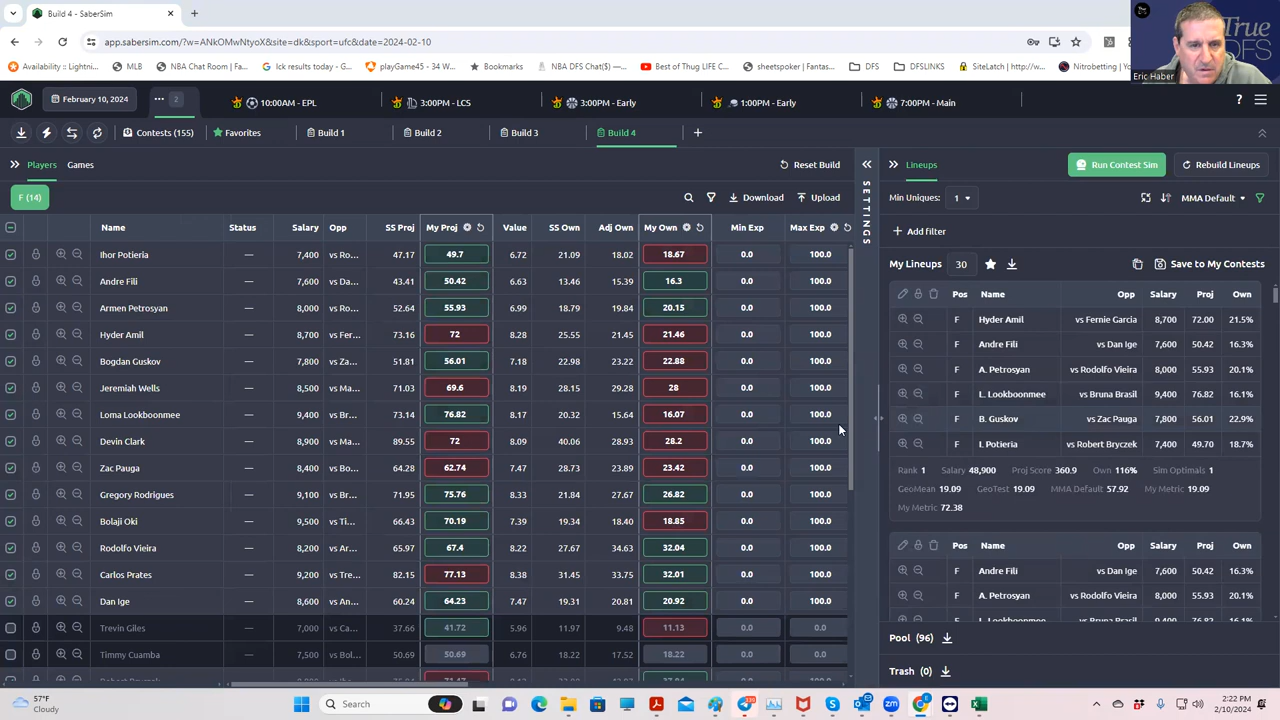 Build 4 - SaberSim
app.sabersim.com/?w=ANkOMwNtyoX&site=dk&sport=ufc&date=2024-02-10
Eric Haber
True
DFS
Availability :: Lightni...
MLB
NBA Chat Room | Fa...
Ick results today - G...
playGame45 - 34 W...
Bookmarks
NBA DFS Chat($) -...
Best of Thug LIFE C...
sheetspoker | Fantas...
DFS
DFSLINKS
SiteLatch | My Memb...
Nitrobetting | Your B...
February 10, 2024
2
10:00AM - EPL
3:00PM - LCS
3:00PM - Early
1:00PM - Early
7:00PM - Main
Contests (155)
Favorites
Build 1
Build 2
Build 3
Build 4
Players
Games
Reset Build
SETTINGS
Lineups
Run Contest Sim
Rebuild Lineups
F (14)
Download
Upload
Min Uniques:
1
MMA Default
Name Status Salary Opp SS Proj My Proj Value SS Own Adj Own My Own Min Exp Max Exp
Ihor Potieria — 7,400 vs Ro... 47.17 49.7 6.72 21.09 18.02 18.67 0.0 100.0
Andre Fili — 7,600 vs Da... 43.41 50.42 6.63 13.46 15.39 16.3 0.0 100.0
Armen Petrosyan — 8,000 vs Ro... 52.64 55.93 6.99 18.79 19.84 20.15 0.0 100.0
Hyder Amil — 8,700 vs Fer... 73.16 72 7.18 25.55 21.45 21.46 0.0 100.0
Bogdan Guskov — 7,800 vs Za... 51.81 56.01 7.18 22.98 23.22 22.88 0.0 100.0
Jeremiah Wells — 8,500 vs Ma... 71.03 69.6 8.19 28.15 29.28 28 0.0 100.0
Loma Lookboonmee — 9,400 vs Br... 73.14 76.82 8.17 20.32 15.64 16.07 0.0 100.0
Devin Clark — 8,900 vs Ma... 89.55 72 8.09 40.06 28.93 28.2 0.0 100.0
Zac Pauga — 8,400 vs Bo... 64.28 62.74 7.47 28.73 23.89 23.42 0.0 100.0
Gregory Rodrigues — 9,100 vs Br... 71.95 75.76 8.33 21.84 27.67 26.82 0.0 100.0
Bolaji Oki — 9,500 vs Ti... 66.43 70.19 7.39 19.34 18.40 18.85 0.0 100.0
Rodolfo Vieira — 8,200 vs Ar... 65.97 67.4 8.22 27.67 34.63 32.04 0.0 100.0
Carlos Prates — 9,200 vs Tre... 82.15 77.13 8.38 31.45 33.75 32.01 0.0 100.0
Dan Ige — 8,600 vs An... 60.24 64.23 7.47 19.31 20.81 20.92 0.0 100.0
Trevin Giles — 7,000 vs Ca... 37.66 41.72 5.96 11.97 9.48 11.13 0.0 0.0
Timmy Cuamba — 7,500 vs Bol... 50.69 50.69 6.76 18.22 17.52 18.22 0.0 0.0
Add filter
My Lineups 30
Save to My Contests
Pos Name Opp Salary Proj Own
F Hyder Amil vs Fernie Garcia 8,700 72.00 21.5%
F Andre Fili vs Dan Ige 7,600 50.42 16.3%
F A. Petrosyan vs Rodolfo Vieira 8,000 55.93 20.1%
F L. Lookboonmee vs Bruna Brasil 9,400 76.82 16.1%
F B. Guskov vs Zac Pauga 7,800 56.01 22.9%
F I. Potieria vs Robert Bryczek 7,400 49.70 18.7%
Rank 1 Salary 48,900 Proj Score 360.9 Own 116% Sim Optimals 1
GeoMean 19.09 GeoTest 19.09 MMA Default 57.92 My Metric 19.09
My Metric 72.38
Pos Name Opp Salary Proj Own
F Andre Fili vs Dan Ige 7,600 50.42 16.3%
F A. Petrosyan vs Rodolfo Vieira 8,000 55.93 20.1%
Pool (96)
Trash (0)
57°F
Cloudy
Search
2:22 PM
2/10/2024